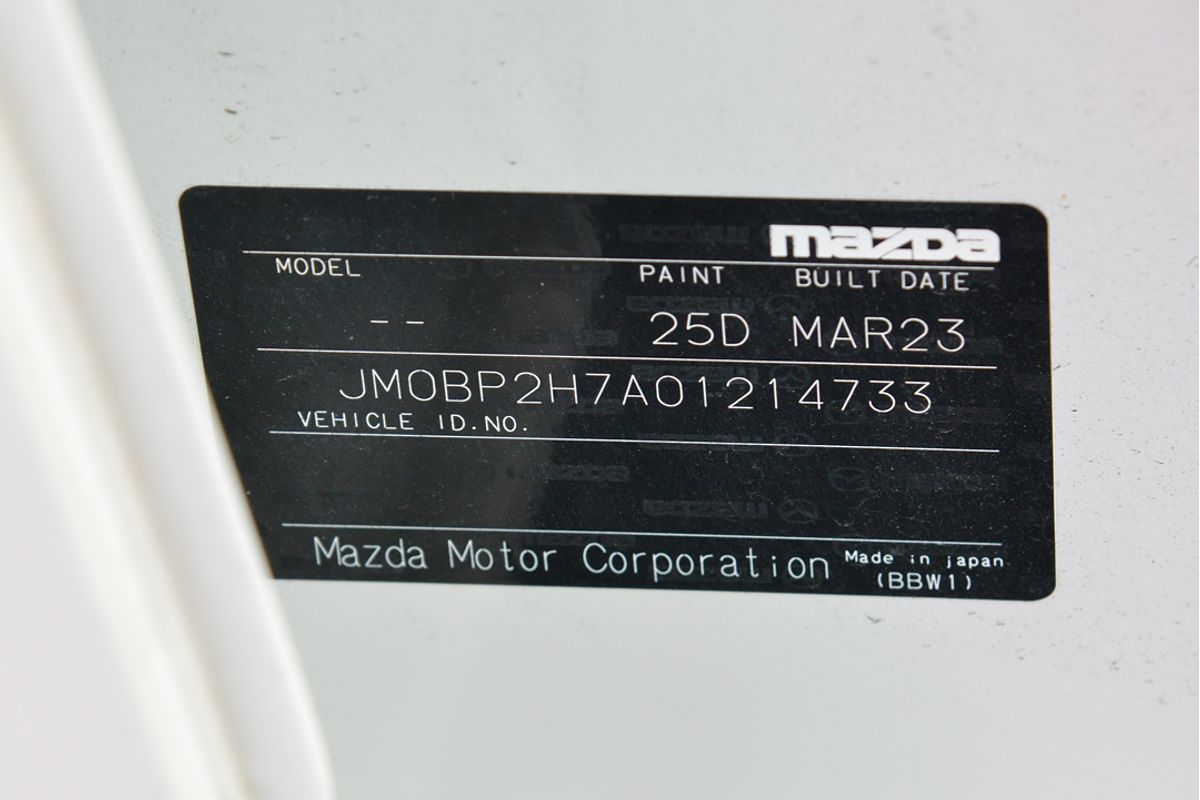 mazda
MODEL PAINT BUILT DATE
-- 25D MAR23
JM0BP2H7A01214733
VEHICLE ID.NO.
Mazda Motor Corporation Made in japan
(BBW1)